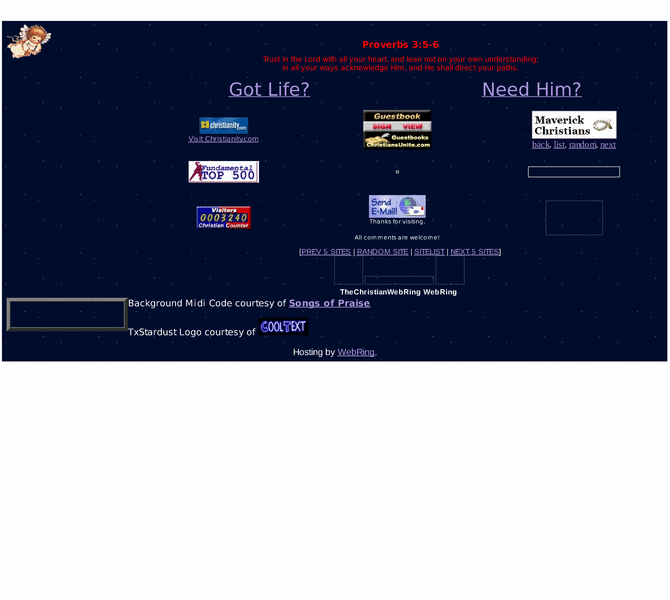 Proverbs 3:5-6
Trust in the Lord with all your heart, and lean not on your own understanding;
in all your ways acknowledge Him, and He shall direct your paths.
Got Life? Need Him?
christianity.com
Visit Christianity.com
Guestbook
SIGN VIEW
Guestbooks
ChristiansUnite.com
Maverick
Christians
back, list, random, next
Fundamental
TOP 500
Visitors
0003240
Christian Counter
Send
E-Mail!
Thanks for visiting.
All comments are welcome!
[PREV 5 SITES | RANDOM SITE | SITELIST | NEXT 5 SITES]
TheChristianWebRing WebRing
Background Midi Code courtesy of Songs of Praise
TxStardust Logo courtesy of COOLTEXT
Hosting by WebRing.